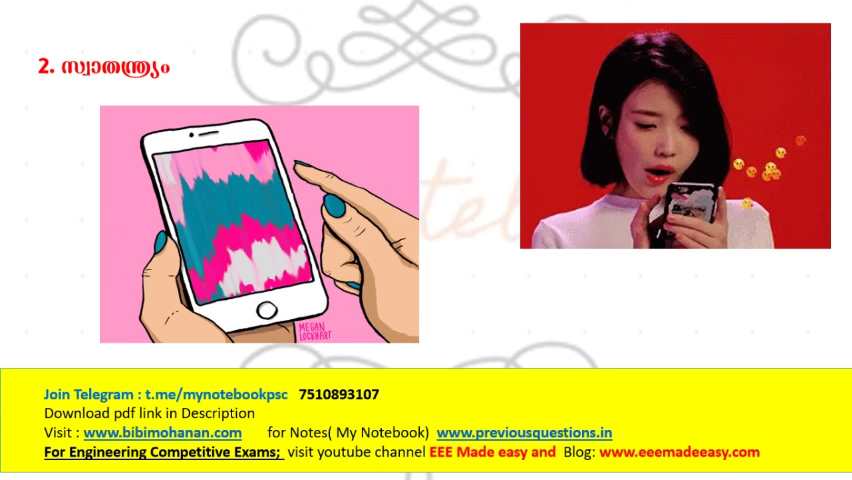 2. സ്വാതന്ത്ര്യം
MEGAN
LOCKHART
Join Telegram : t.me/mynotebookpsc 7510893107
Download pdf link in Description
Visit : www.bibimohanan.com for Notes( My Notebook) www.previousquestions.in
For Engineering Competitive Exams; visit youtube channel EEE Made easy and Blog: www.eeemadeeasy.com